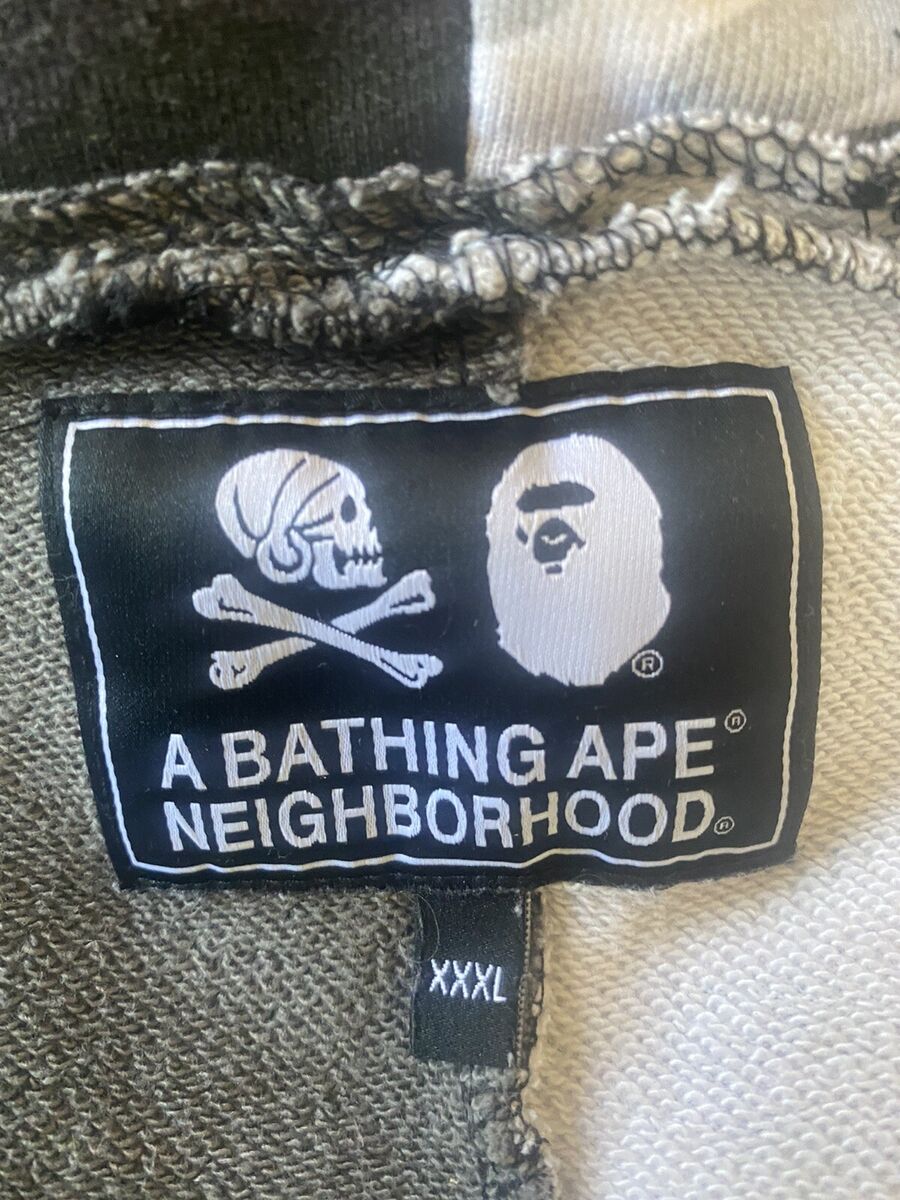 ®
A BATHING APE®
NEIGHBORHOOD®
XXXL